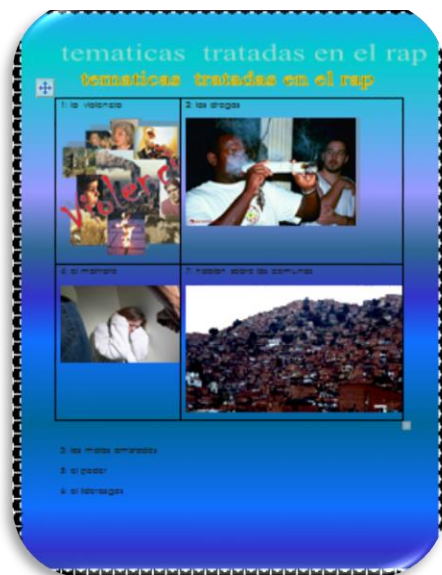 tematicas tratadas en el rap
tematicas tratadas en el rap
1: la violencia
2: las drogas
violenc
4: el maltrato
7: hablan sobre las comunas
3: las malas amistades
5: el poder
6: el liderazgo